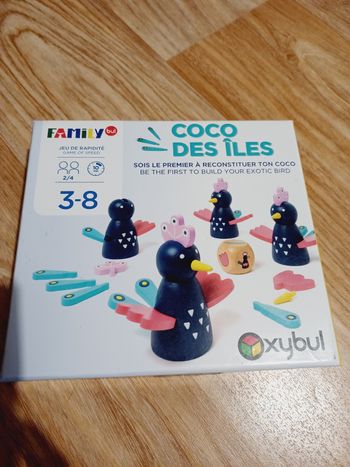 FAMiLY bul
COCO
DES ÎLES
JEU DE RAPIDITÉ
GAME OF SPEED
SOIS LE PREMIER À RECONSTITUER TON COCO
BE THE FIRST TO BUILD YOUR EXOTIC BIRD
2/4
3-8
Oxybul